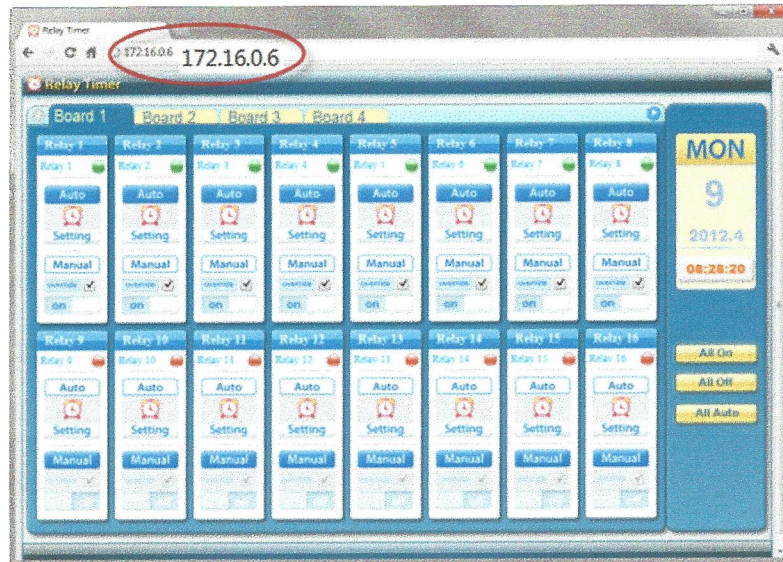 Relay Timer
172.16.0.6 172.16.0.6
Relay Timer
Board 1 Board 2 Board 3 Board 4
Relay 1 Relay 2 Relay 3 Relay 4 Relay 5 Relay 6 Relay 7 Relay 8
Relay 1 Relay 2 Relay 3 Relay 4 Relay 5 Relay 6 Relay 7 Relay 8
Auto Auto Auto Auto Auto Auto Auto Auto
Setting Setting Setting Setting Setting Setting Setting Setting
Manual Manual Manual Manual Manual Manual Manual Manual
override override override override override override override override
on on on on on on on on
Relay 9 Relay 10 Relay 11 Relay 12 Relay 13 Relay 14 Relay 15 Relay 16
Relay 9 Relay 10 Relay 11 Relay 12 Relay 13 Relay 14 Relay 15 Relay 16
Auto Auto Auto Auto Auto Auto Auto Auto
Setting Setting Setting Setting Setting Setting Setting Setting
Manual Manual Manual Manual Manual Manual Manual Manual
MON
9
2012.4
08:28:20
All On
All Off
All Auto